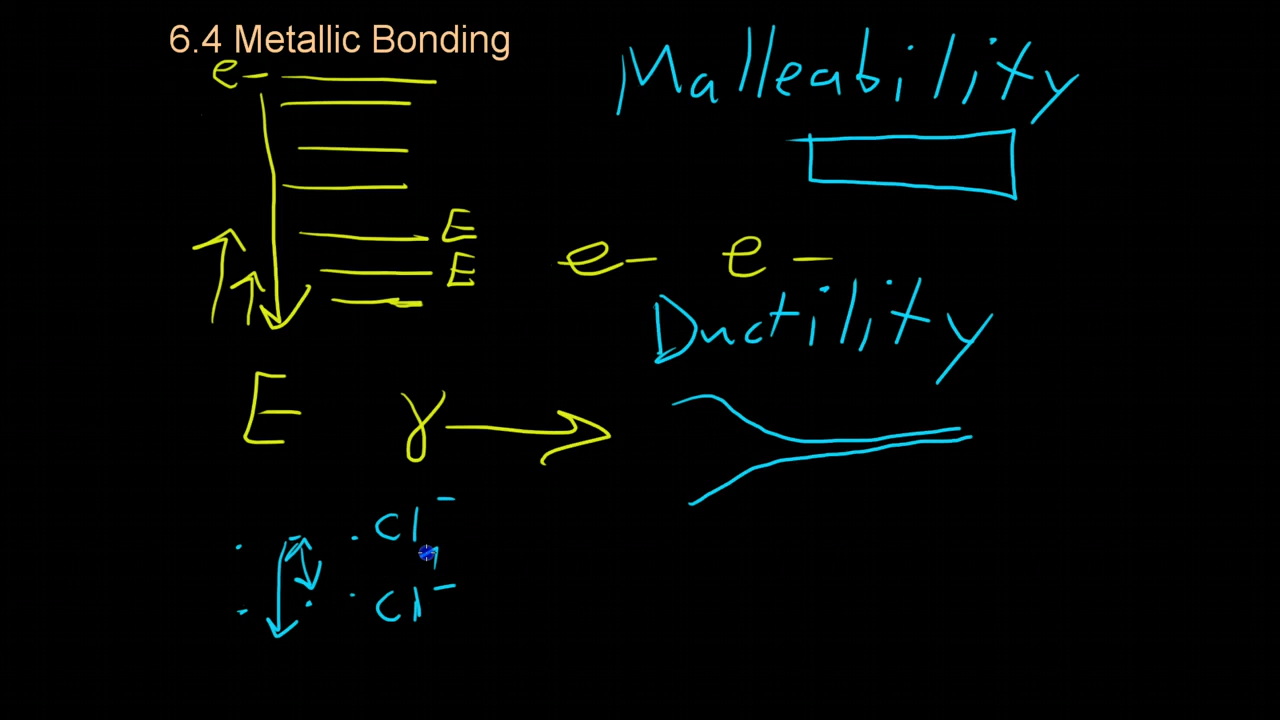 6.4 Metallic Bonding
e-
Malleability
E
E
e- e-
Ductility
E γ
Cl⁻
Cl⁻